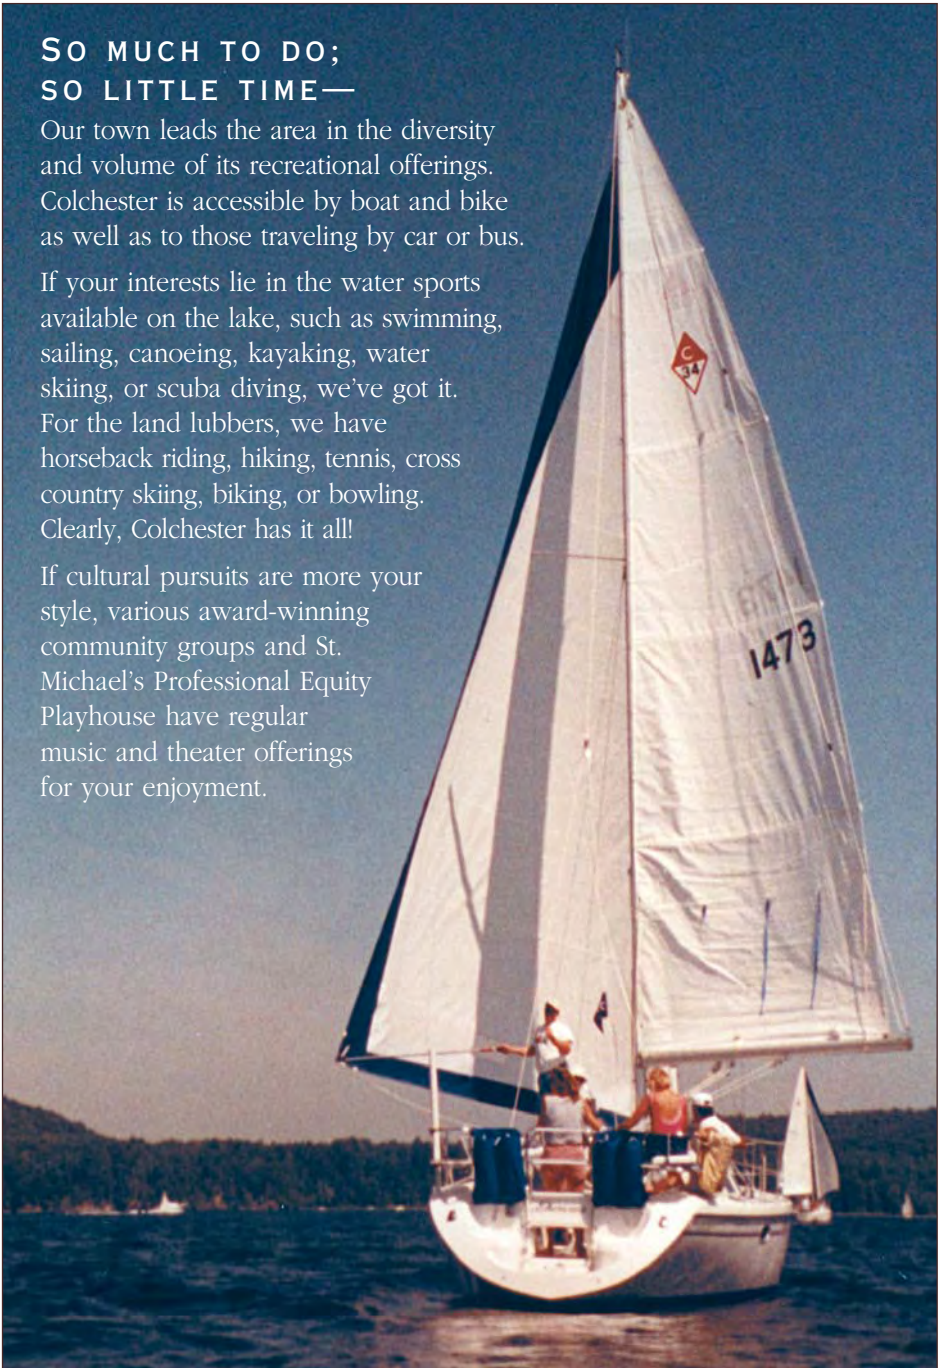 So much to do;
so little time—
Our town leads the area in the diversity
and volume of its recreational offerings.
Colchester is accessible by boat and bike
as well as to those traveling by car or bus.
If your interests lie in the water sports
available on the lake, such as swimming,
sailing, canoeing, kayaking, water
skiing, or scuba diving, we've got it.
For the land lubbers, we have
horseback riding, hiking, tennis, cross
country skiing, biking, or bowling.
Clearly, Colchester has it all!
If cultural pursuits are more your
style, various award-winning
community groups and St.
Michael's Professional Equity
Playhouse have regular
music and theater offerings
for your enjoyment.
C
34
1473